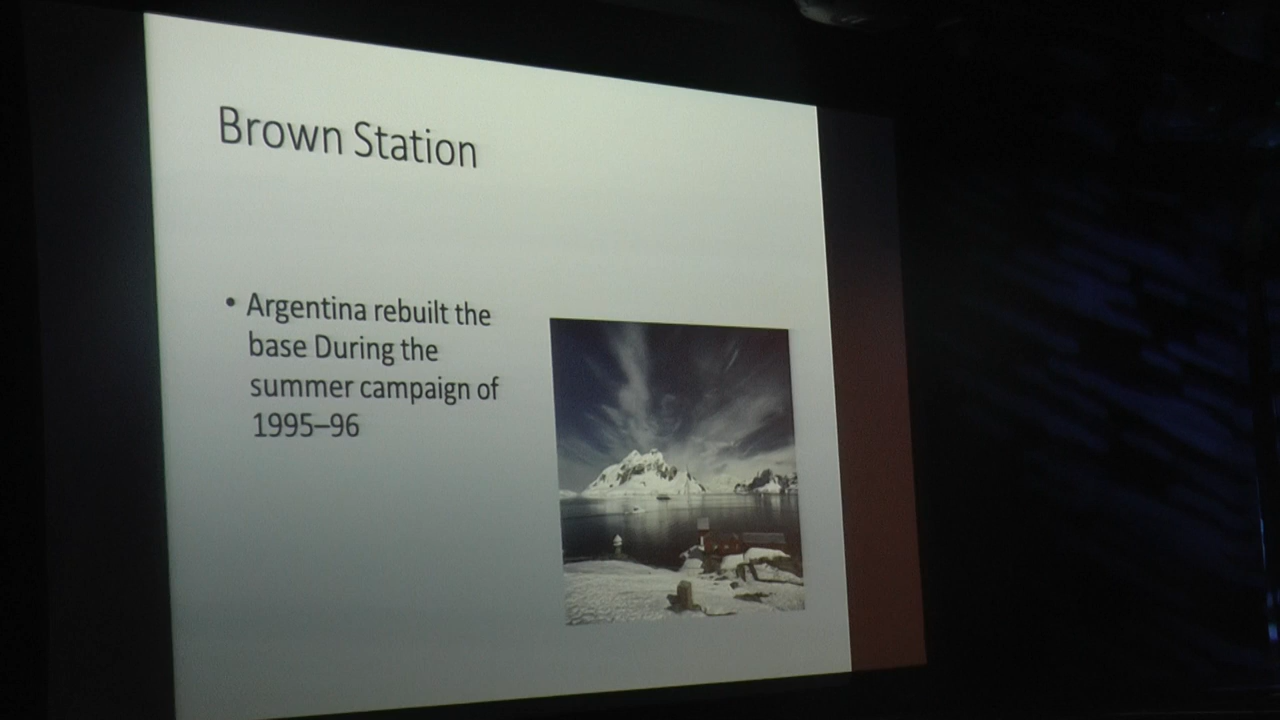 Brown Station
• Argentina rebuilt the
base During the
summer campaign of
1995–96